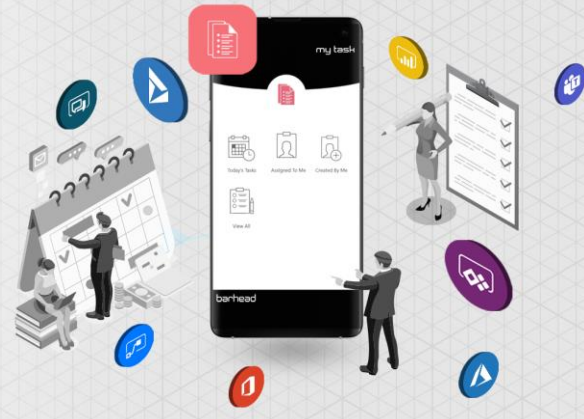 my task
Today's Tasks
Assigned To Me
Created By Me
View All
barhead